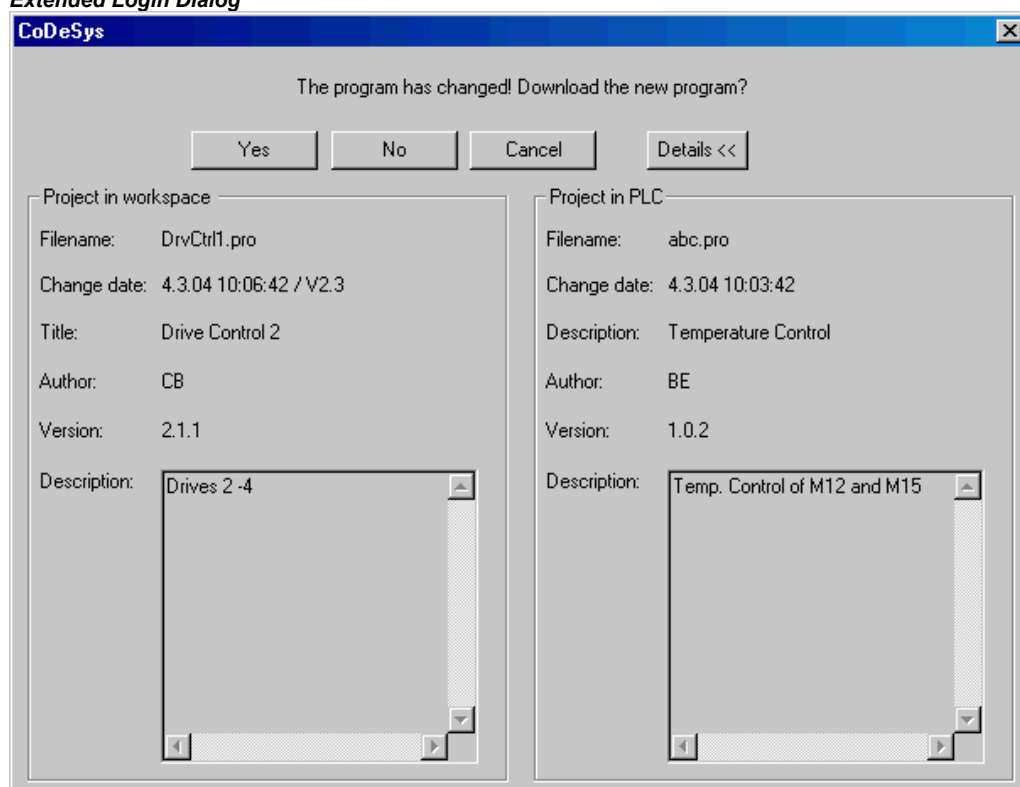 Extended Login Dialog
CoDeSys
The program has changed! Download the new program?
Yes
No
Cancel
Details <<
Project in workspace
Filename: DrvCtrl1.pro
Change date: 4.3.04 10:06:42 / V2.3
Title: Drive Control 2
Author: CB
Version: 2.1.1
Description: Drives 2 -4
Project in PLC
Filename: abc.pro
Change date: 4.3.04 10:03:42
Description: Temperature Control
Author: BE
Version: 1.0.2
Description: Temp. Control of M12 and M15